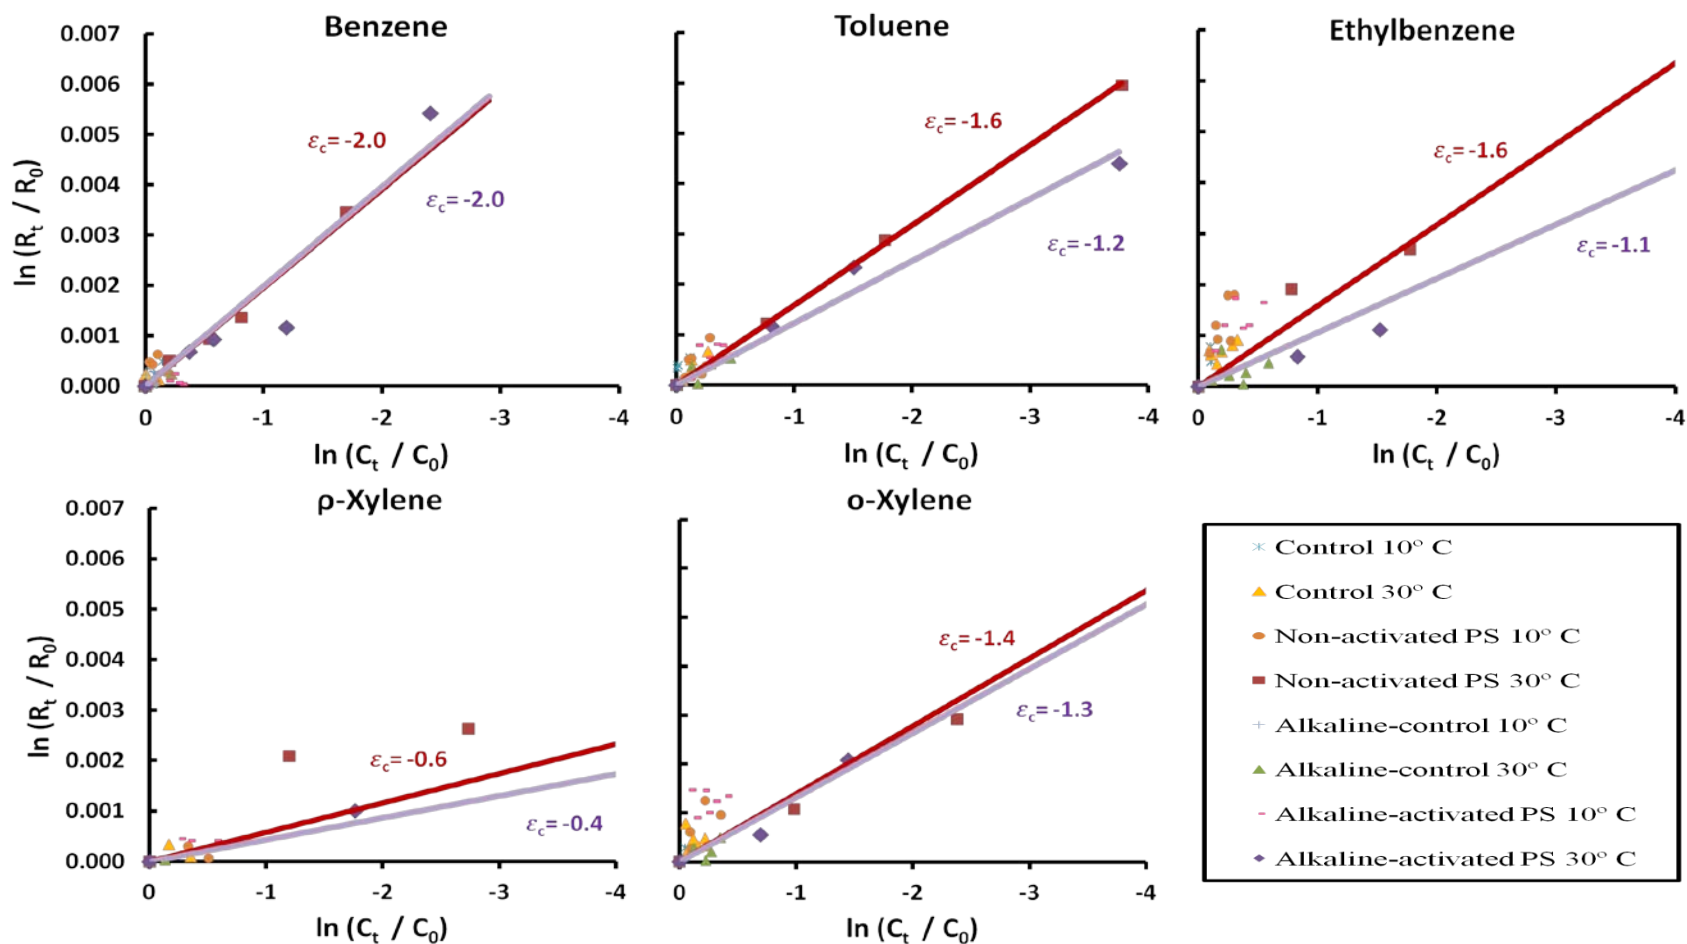 Benzene
0.007
0.006
0.005
0.004
0.003
0.002
0.001
0.000
ln (Rt / R0)
εc= -2.0
εc= -2.0
0 -1 -2 -3 -4
ln (Ct / C0)
Toluene
εc= -1.6
εc= -1.2
0 -1 -2 -3 -4
ln (Ct / C0)
Ethylbenzene
εc= -1.6
εc= -1.1
0 -1 -2 -3 -4
ln (Ct / C0)
ρ-Xylene
0.007
0.006
0.005
0.004
0.003
0.002
0.001
0.000
ln (Rt / R0)
εc= -0.6
εc= -0.4
0 -1 -2 -3 -4
ln (Ct / C0)
o-Xylene
εc= -1.4
εc= -1.3
0 -1 -2 -3 -4
ln (Ct / C0)
Control 10° C
Control 30° C
Non-activated PS 10° C
Non-activated PS 30° C
Alkaline-control 10° C
Alkaline-control 30° C
Alkaline-activated PS 10° C
Alkaline-activated PS 30° C